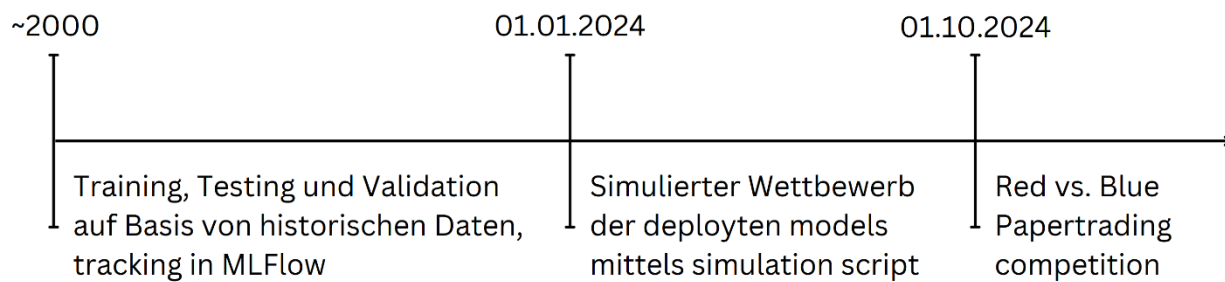 ~2000
01.01.2024
01.10.2024
Training, Testing und Validation
auf Basis von historischen Daten,
tracking in MLFlow
Simulierter Wettbewerb
der deployten models
mittels simulation script
Red vs. Blue
Papertrading
competition